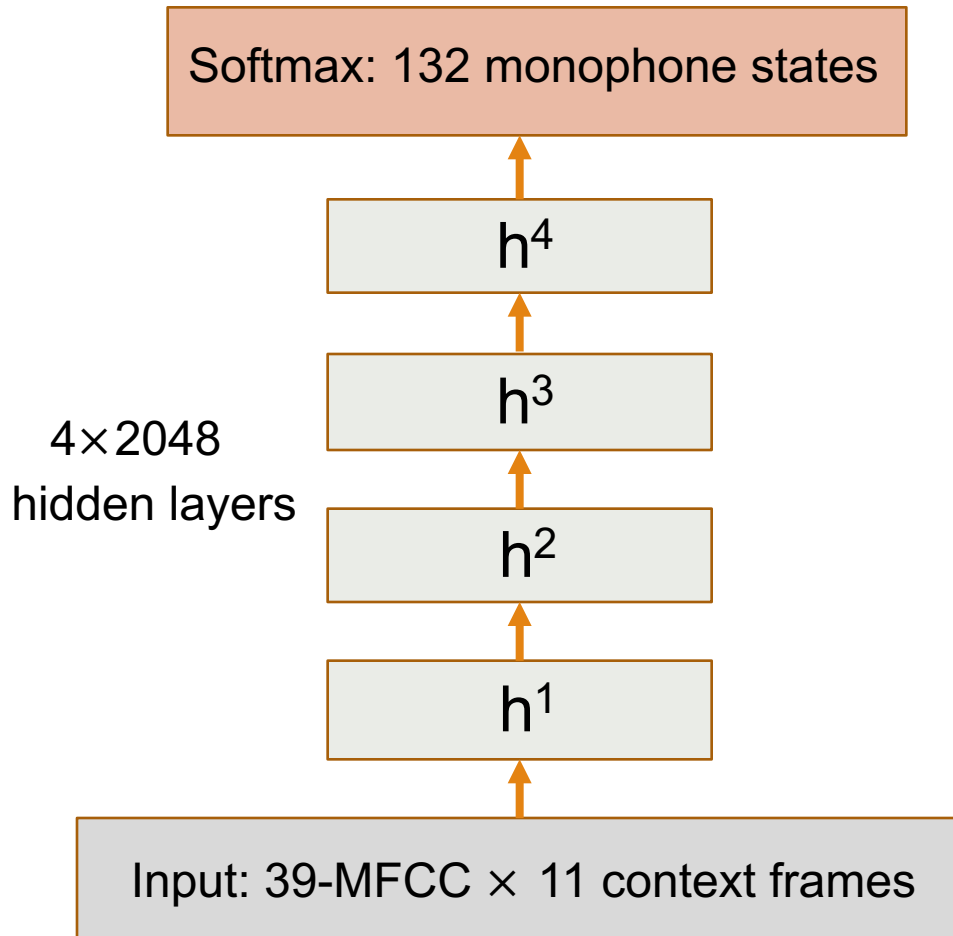 Softmax: 132 monophone states
h⁴
h³
4×2048
hidden layers
h²
h¹
Input: 39-MFCC × 11 context frames